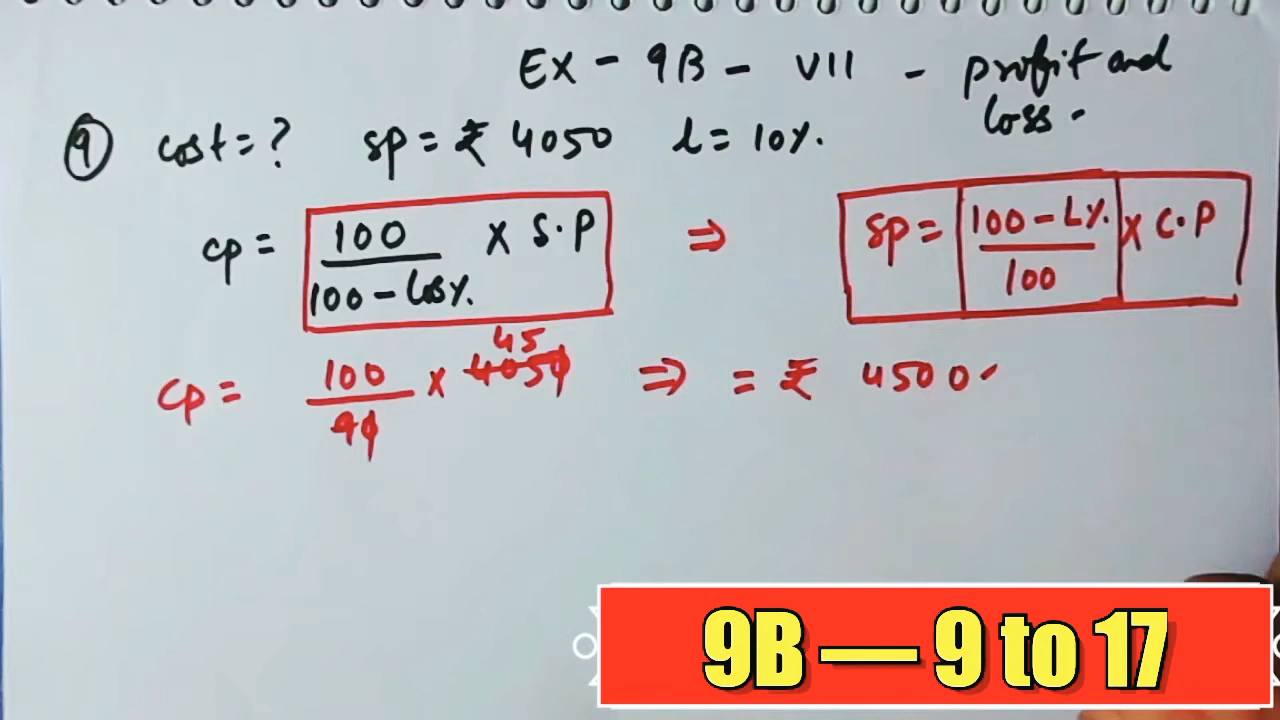 EX - 9B - VII - profit and
loss.
9 cost = ? SP = ₹ 4050 l = 10%.
CP = 100 / 100 - Los%. X S.P ⇒ SP = 100 - L%. / 100 X C.P
45
CP = 100 / 90 X 4050 ⇒ = ₹ 4500.
9B — 9 to 17